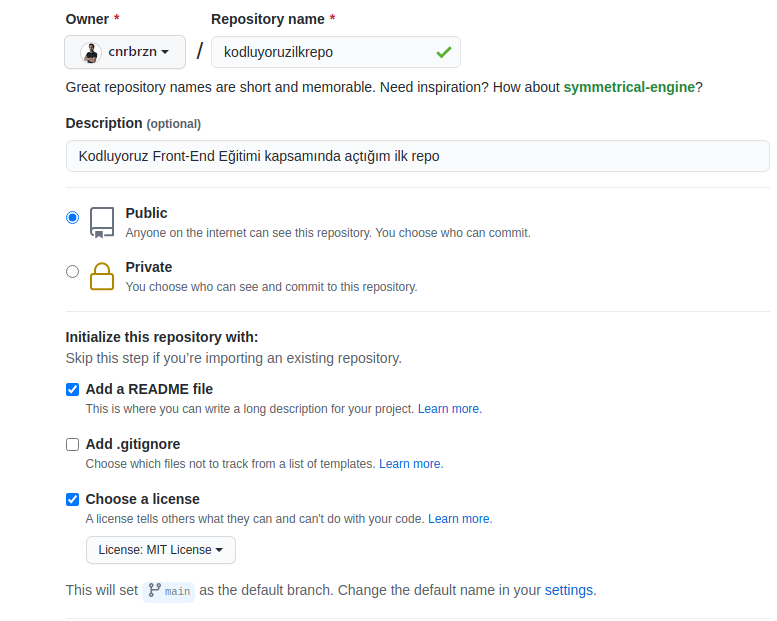 Owner * Repository name *
cnrbrzn / kodluyoruzilkrepo
Great repository names are short and memorable. Need inspiration? How about symmetrical-engine?
Description (optional)
Kodluyoruz Front-End Eğitimi kapsamında açtığım ilk repo
Public
Anyone on the internet can see this repository. You choose who can commit.
Private
You choose who can see and commit to this repository.
Initialize this repository with:
Skip this step if you’re importing an existing repository.
Add a README file
This is where you can write a long description for your project. Learn more.
Add .gitignore
Choose which files not to track from a list of templates. Learn more.
Choose a license
A license tells others what they can and can't do with your code. Learn more.
License: MIT License
This will set main as the default branch. Change the default name in your settings.